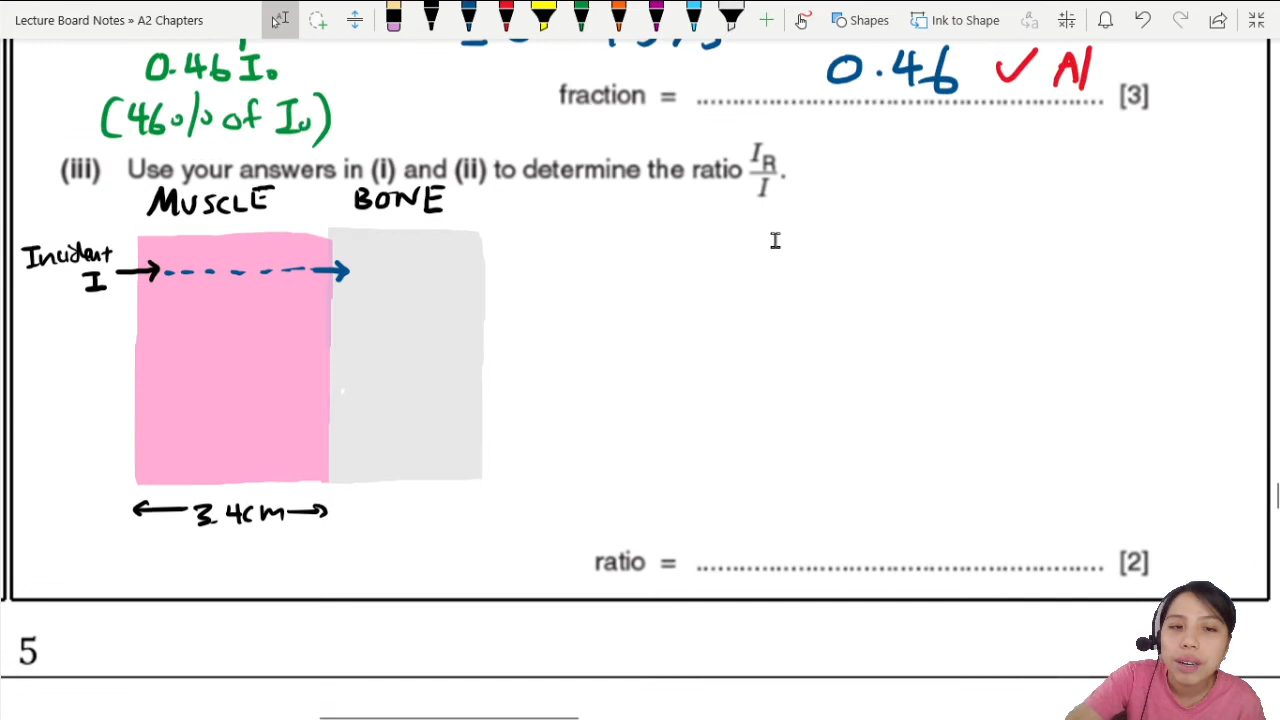 Lecture Board Notes » A2 Chapters
Shapes
Ink to Shape
0.46 I₀
(46% of I₀)
0.46 ✓ A1
fraction = ........................................................ [3]
(iii) Use your answers in (i) and (ii) to determine the ratio I_R/I.
MUSCLE BONE
Incident
I
3.4cm
ratio = ........................................................ [2]
5